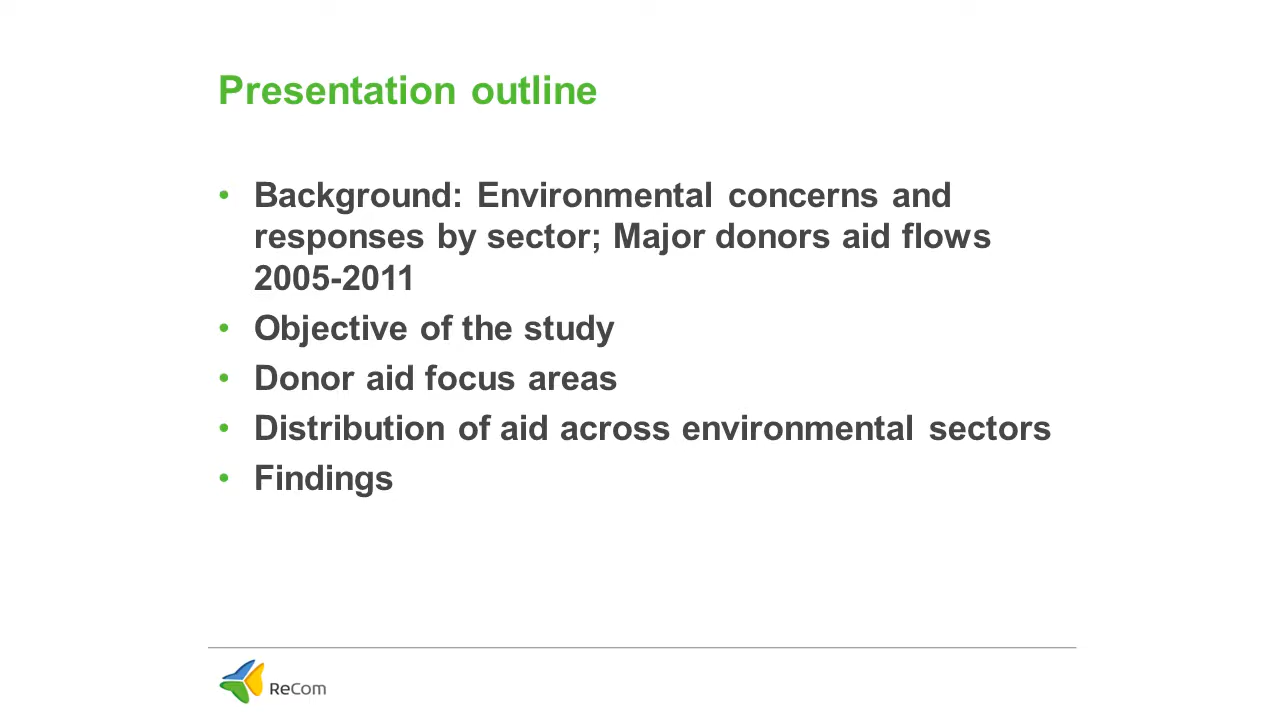 Presentation outline
• Background: Environmental concerns and
responses by sector; Major donors aid flows
2005-2011
• Objective of the study
• Donor aid focus areas
• Distribution of aid across environmental sectors
• Findings
ReCom